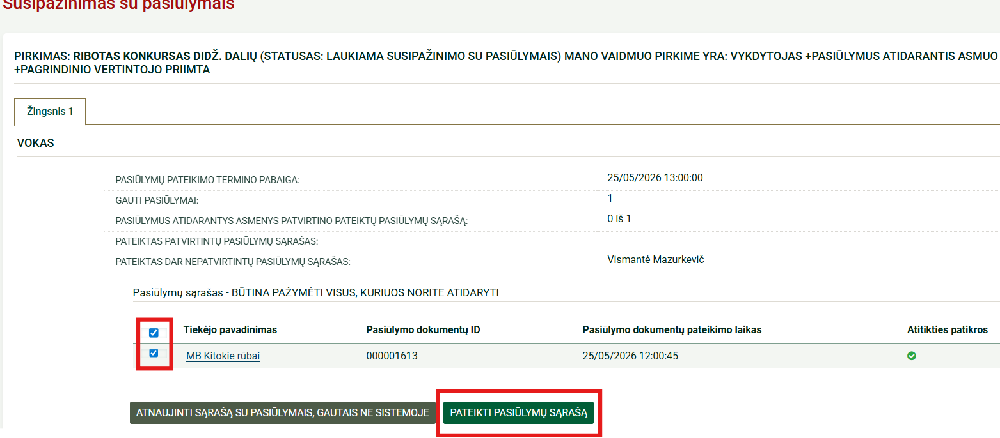 Susipažinimas su pasiūlymais
PIRKIMAS: RIBOTAS KONKURSAS DIDŽ. DALIŲ (STATUSAS: LAUKIAMA SUSIPAŽINIMO SU PASIŪLYMAIS) MANO VAIDMUO PIRKIME YRA: VYKDYTOJAS +PASIŪLYMUS ATIDARANTIS ASMUO
+PAGRINDINIO VERTINTOJO PRIIMTA
Žingsnis 1
VOKAS
PASIŪLYMŲ PATEIKIMO TERMINO PABAIGA: 25/05/2026 13:00:00
GAUTI PASIŪLYMAI: 1
PASIŪLYMUS ATIDARANTYS ASMENYS PATVIRTINO PATEIKTŲ PASIŪLYMŲ SĄRAŠĄ: 0 iš 1
PATEIKTAS PATVIRTINTŲ PASIŪLYMŲ SĄRAŠAS:
PATEIKTAS DAR NEPATVIRTINTŲ PASIŪLYMŲ SĄRAŠAS: Vismantė Mazurkevič
Pasiūlymų sąrašas - BŪTINA PAŽYMĖTI VISUS, KURIUOS NORITE ATIDARYTI
Tiekėjo pavadinimas Pasiūlymo dokumentų ID Pasiūlymo dokumentų pateikimo laikas Atitikties patikros
MB Kitokie rūbai 000001613 25/05/2026 12:00:45
ATNAUJINTI SĄRAŠĄ SU PASIŪLYMAIS, GAUTAIS NE SISTEMOJE PATEIKTI PASIŪLYMŲ SĄRAŠĄ